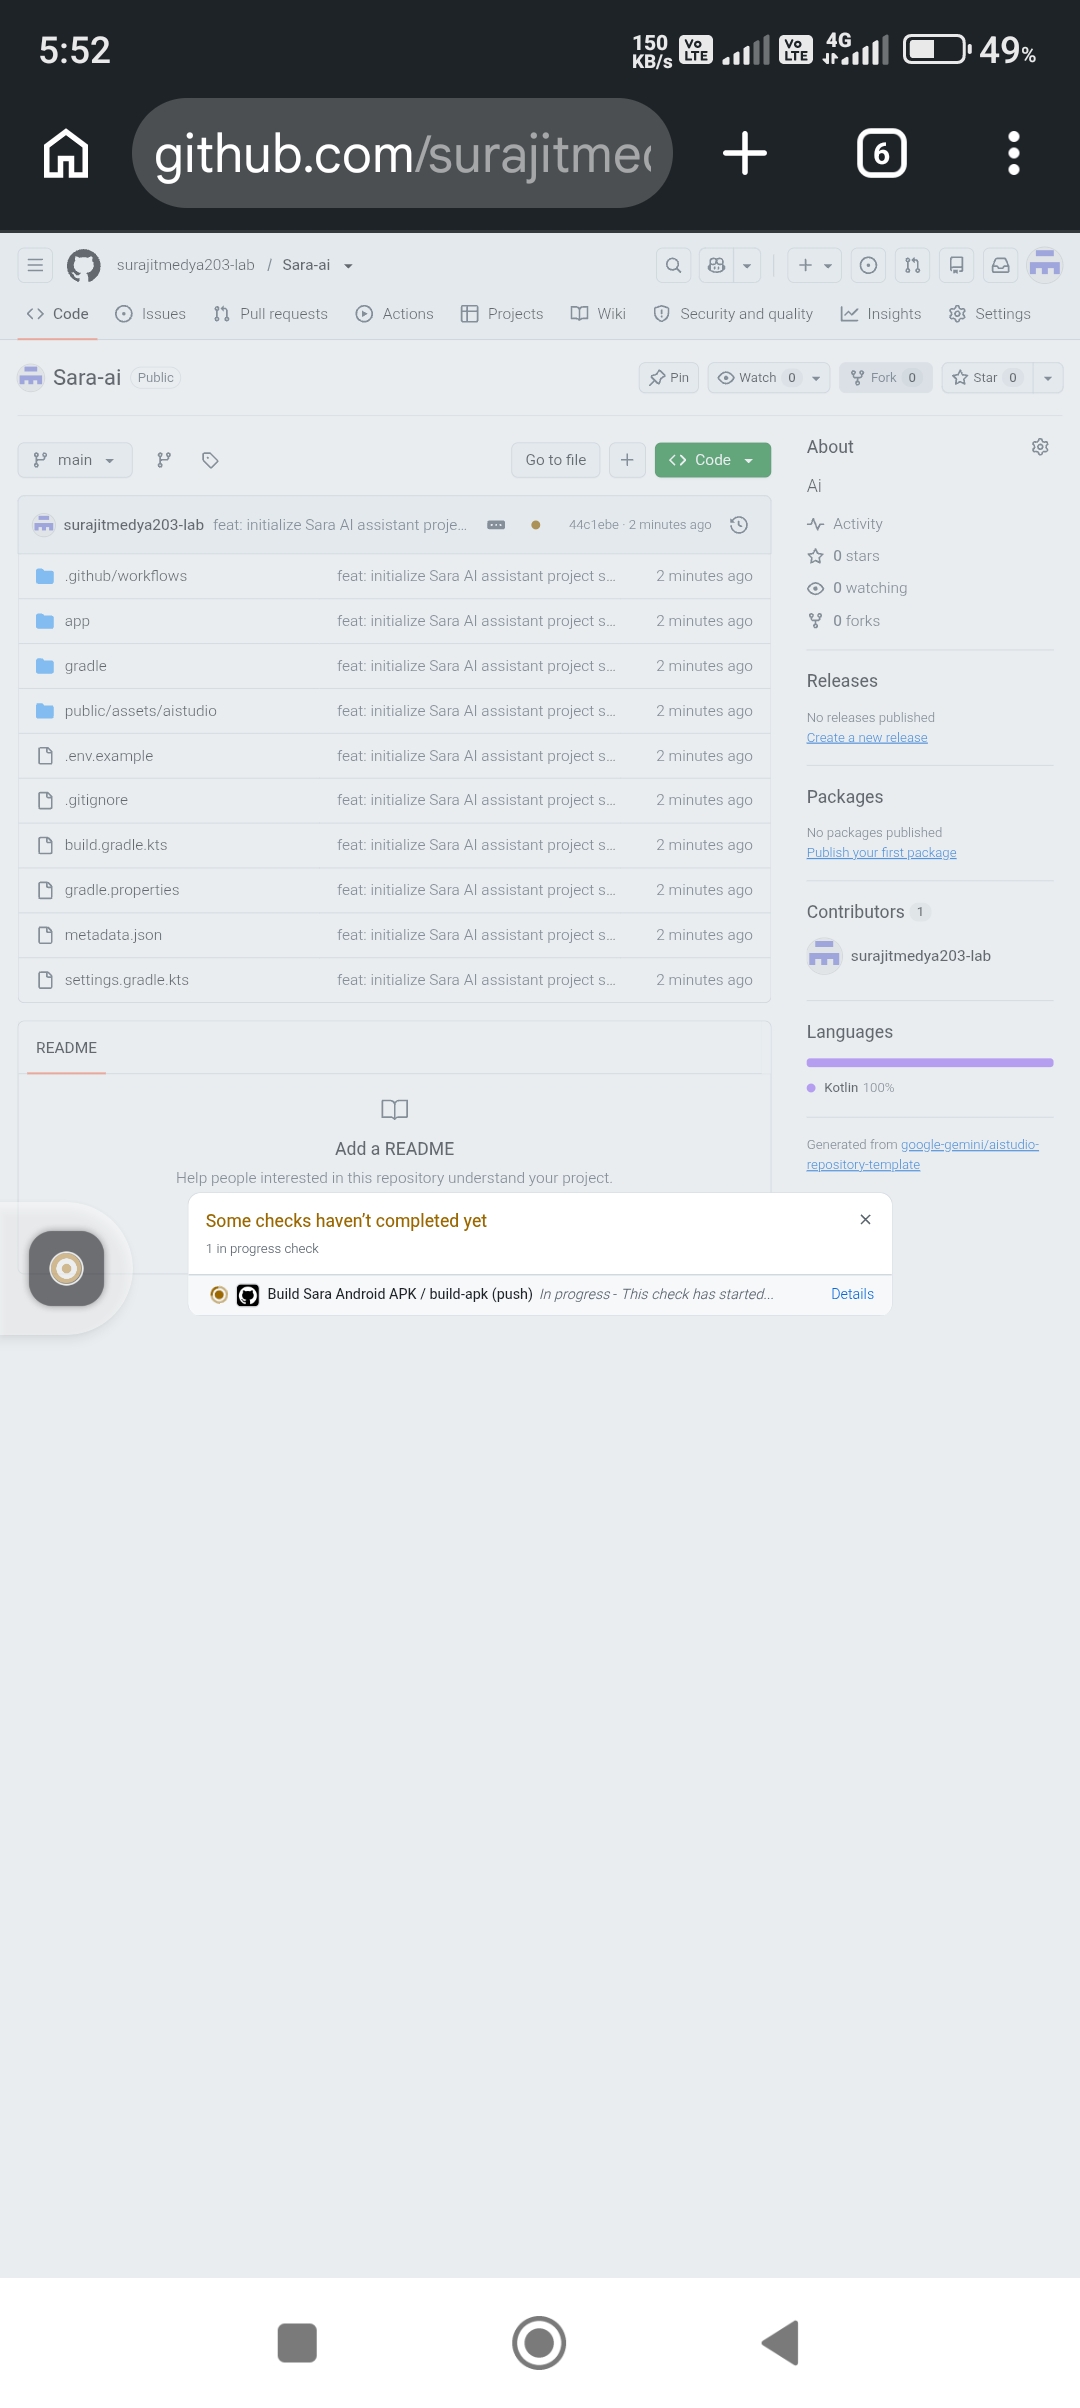 5:52
150 KB/s Vo LTE Vo LTE 4G 49%
github.com/surajitmed
6
surajitmedya203-lab / Sara-ai
Code Issues Pull requests Actions Projects Wiki Security and quality Insights Settings
Sara-ai Public
Pin Watch 0 Fork 0 Star 0
main Go to file Code
surajitmedya203-lab feat: initialize Sara AI assistant proje... 44c1ebe · 2 minutes ago
.github/workflows feat: initialize Sara AI assistant project s... 2 minutes ago
app feat: initialize Sara AI assistant project s... 2 minutes ago
gradle feat: initialize Sara AI assistant project s... 2 minutes ago
public/assets/aistudio feat: initialize Sara AI assistant project s... 2 minutes ago
.env.example feat: initialize Sara AI assistant project s... 2 minutes ago
.gitignore feat: initialize Sara AI assistant project s... 2 minutes ago
build.gradle.kts feat: initialize Sara AI assistant project s... 2 minutes ago
gradle.properties feat: initialize Sara AI assistant project s... 2 minutes ago
metadata.json feat: initialize Sara AI assistant project s... 2 minutes ago
settings.gradle.kts feat: initialize Sara AI assistant project s... 2 minutes ago
README
Add a README
Help people interested in this repository understand your project.
About
Ai
Activity
0 stars
0 watching
0 forks
Releases
No releases published
Create a new release
Packages
No packages published
Publish your first package
Contributors 1
surajitmedya203-lab
Languages
Kotlin 100%
Generated from google-gemini/aistudio-
repository-template
Some checks haven't completed yet
1 in progress check
Build Sara Android APK / build-apk (push) In progress - This check has started... Details